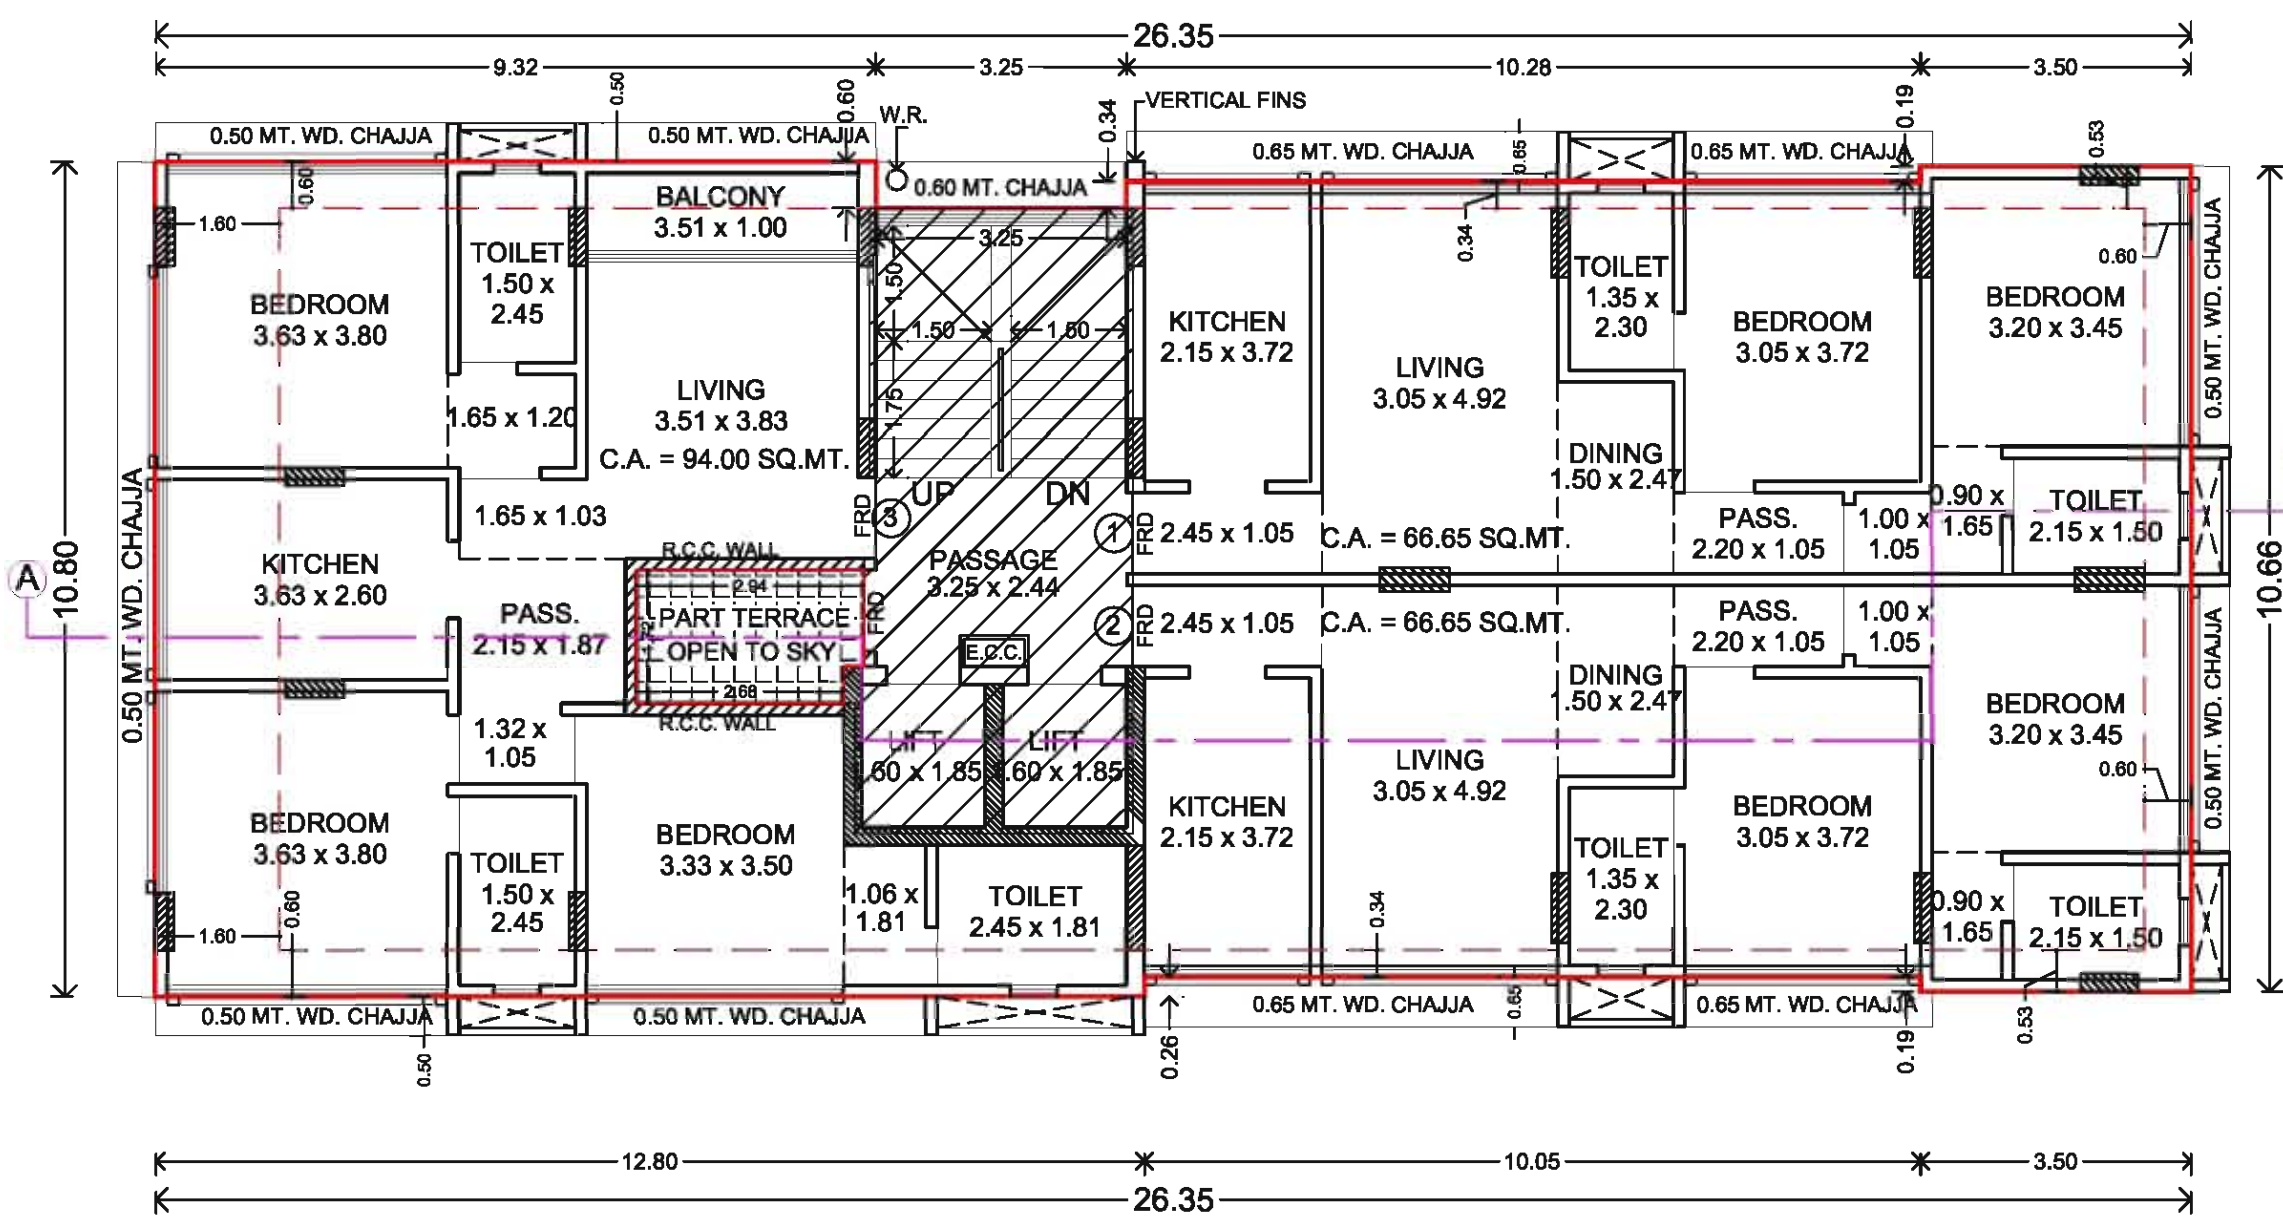 26.35
9.32
3.25
10.28
3.50
0.50
0.60
W.R.
0.34
VERTICAL FINS
0.19
0.53
0.50 MT. WD. CHAJJA
0.50 MT. WD. CHAJJA
0.60 MT. CHAJJA
0.65 MT. WD. CHAJJA
0.65
0.65 MT. WD. CHAJJA
0.60
1.60
BALCONY
3.51 x 1.00
3.25
0.34
0.60
TOILET
1.50 x
2.45
1.50
1.50
1.50
TOILET
1.35 x
2.30
BEDROOM
3.63 x 3.80
KITCHEN
2.15 x 3.72
BEDROOM
3.05 x 3.72
BEDROOM
3.20 x 3.45
0.50 MT. WD. CHAJJA
LIVING
3.51 x 3.83
C.A. = 94.00 SQ.MT.
1.75
LIVING
3.05 x 4.92
1.65 x 1.20
DINING
1.50 x 2.47
UP
DN
1.65 x 1.03
FRD
3
1
FRD
2.45 x 1.05
C.A. = 66.65 SQ.MT.
PASS.
2.20 x 1.05
1.00 x
1.05
0.90 x
1.65
TOILET
2.15 x 1.50
10.80
0.50 MT. WD. CHAJJA
A
KITCHEN
3.63 x 2.60
R.C.C. WALL
2.94
PART TERRACE
OPEN TO SKY
2.68
R.C.C. WALL
FRD
PASSAGE
3.25 x 2.44
2
FRD
E.C.C.
2.45 x 1.05
C.A. = 66.65 SQ.MT.
PASS.
2.20 x 1.05
1.00 x
1.05
10.66
PASS.
2.15 x 1.87
DINING
.50 x 2.47
1.32 x
1.05
LIFT
.60 x 1.85
LIFT
.60 x 1.85
LIVING
3.05 x 4.92
BEDROOM
3.20 x 3.45
0.60
0.50 MT. WD. CHAJJA
BEDROOM
3.63 x 3.80
TOILET
1.50 x
2.45
BEDROOM
3.33 x 3.50
KITCHEN
2.15 x 3.72
TOILET
1.35 x
2.30
BEDROOM
3.05 x 3.72
1.60
0.60
1.06 x
1.81
TOILET
2.45 x 1.81
0.34
0.90 x
1.65
TOILET
2.15 x 1.50
0.50 MT. WD. CHAJJA
0.50 MT. WD. CHAJJA
0.65 MT. WD. CHAJJA
0.65
0.65 MT. WD. CHAJJA
0.50
0.26
0.19
0.53
12.80
10.05
3.50
26.35